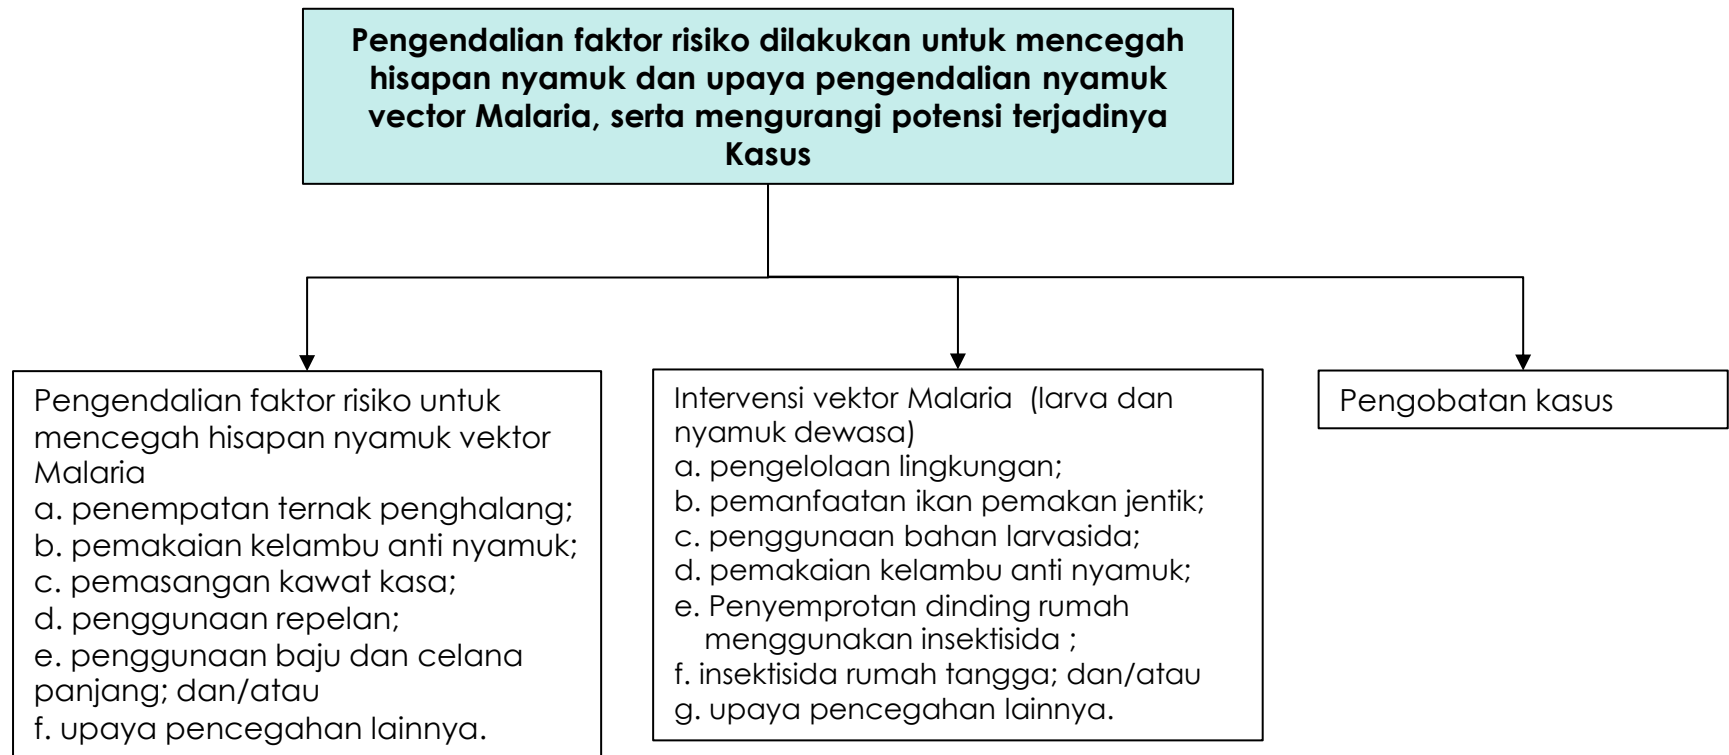 Pengendalian faktor risiko dilakukan untuk mencegah
hisapan nyamuk dan upaya pengendalian nyamuk
vector Malaria, serta mengurangi potensi terjadinya
Kasus
Pengendalian faktor risiko untuk
mencegah hisapan nyamuk vektor
Malaria
a. penempatan ternak penghalang;
b. pemakaian kelambu anti nyamuk;
c. pemasangan kawat kasa;
d. penggunaan repelan;
e. penggunaan baju dan celana
panjang; dan/atau
f. upaya pencegahan lainnya.
Intervensi vektor Malaria (larva dan
nyamuk dewasa)
a. pengelolaan lingkungan;
b. pemanfaatan ikan pemakan jentik;
c. penggunaan bahan larvasida;
d. pemakaian kelambu anti nyamuk;
e. Penyemprotan dinding rumah
menggunakan insektisida ;
f. insektisida rumah tangga; dan/atau
g. upaya pencegahan lainnya.
Pengobatan kasus